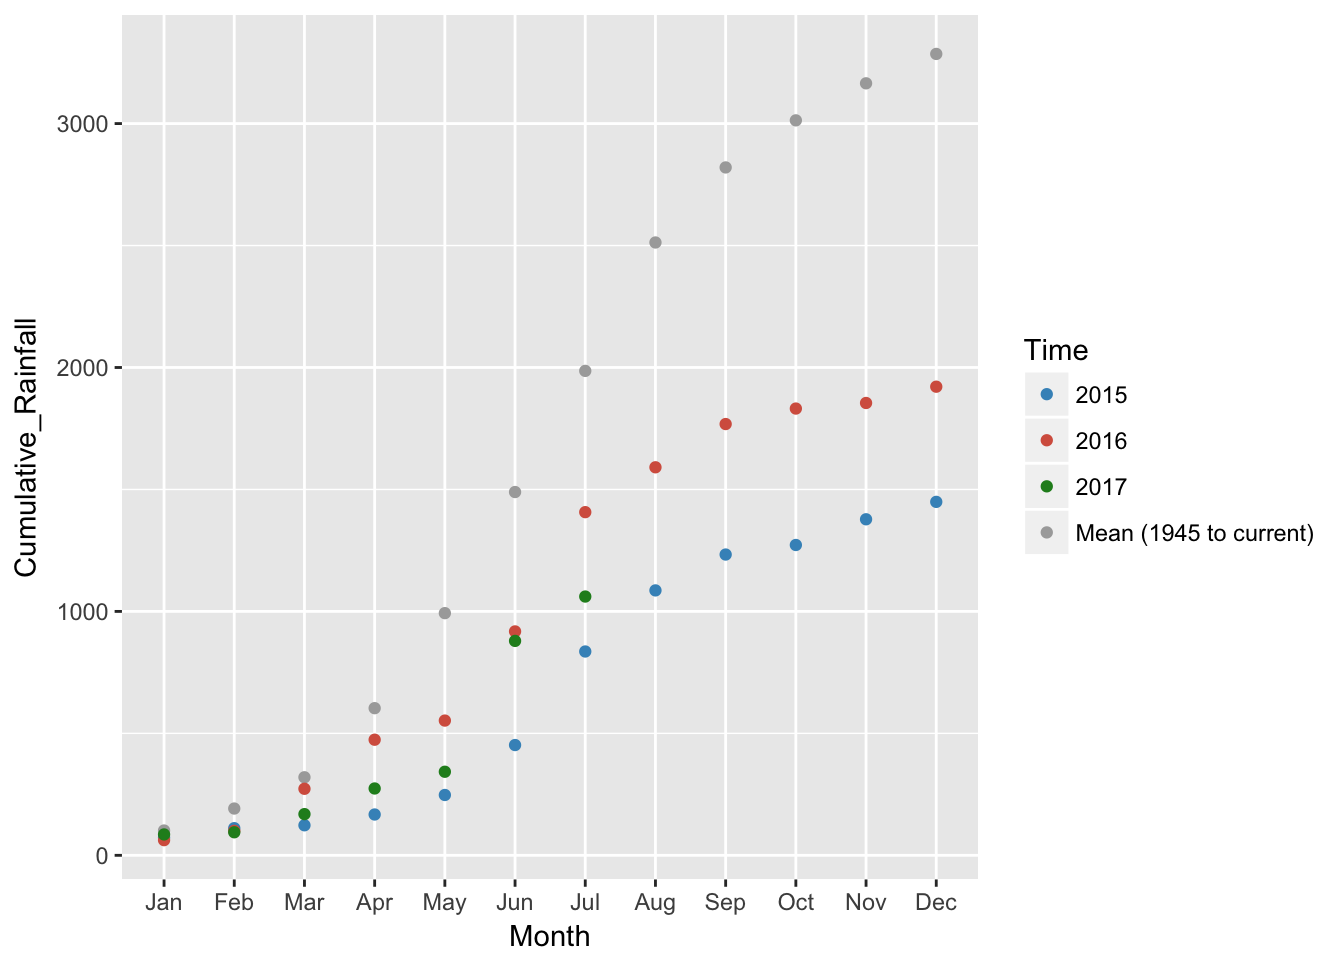 Cumulative_Rainfall
3000
2000
1000
0
Jan Feb Mar Apr May Jun Jul Aug Sep Oct Nov Dec
Month
Time
2015
2016
2017
Mean (1945 to current)